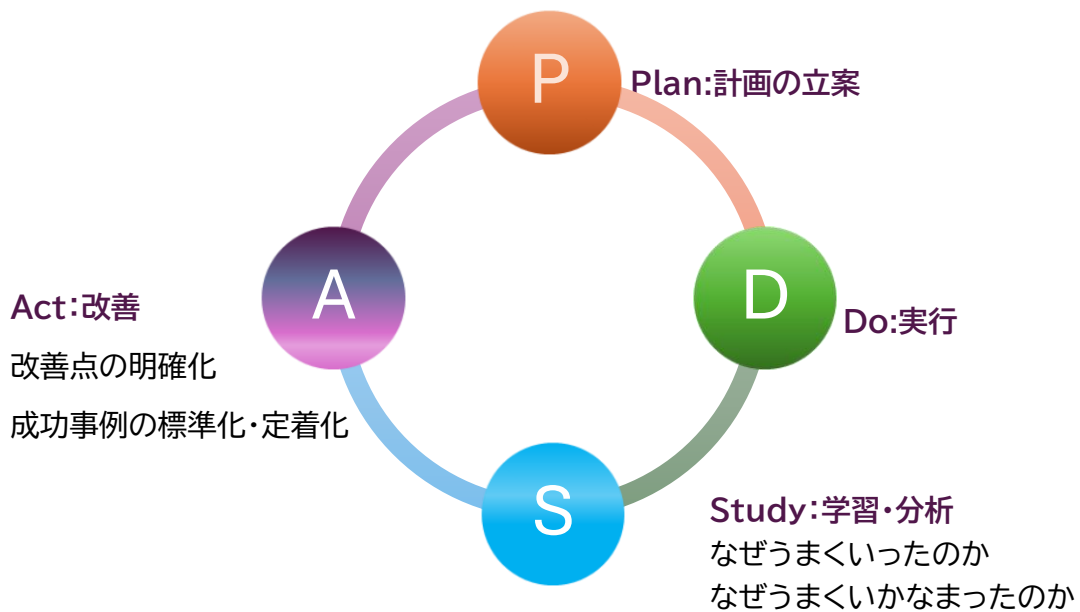 P
Plan:計画の立案
D
Do:実行
A
Act:改善
改善点の明確化
成功事例の標準化・定着化
S
Study:学習・分析
なぜうまくいったのか
なぜうまくいかなまったのか